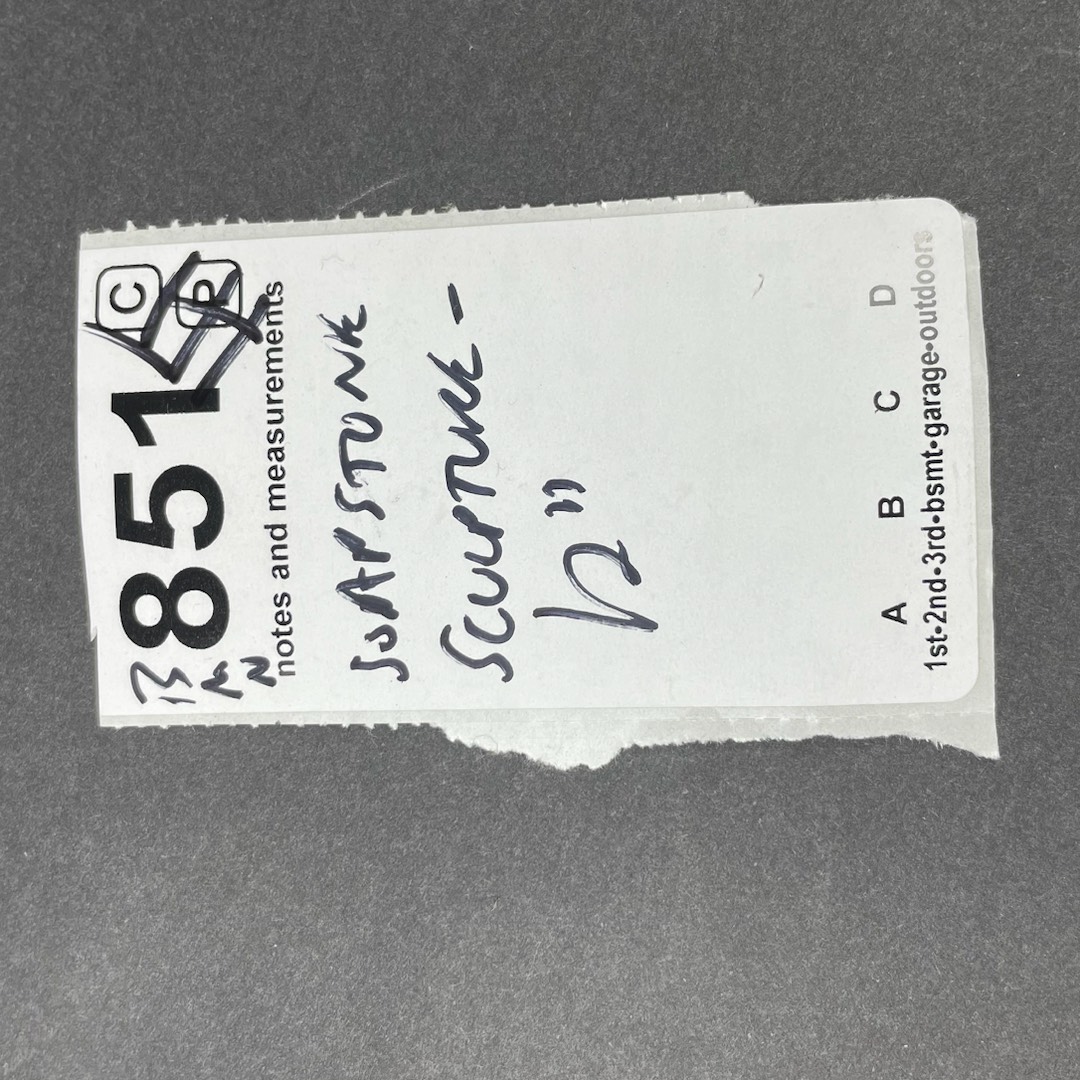 851 C P
notes and measurements
SOAPSTONE
SCULPTURE -
12"
A B C D
1st•2nd•3rd•bsmt•garage•outdoors